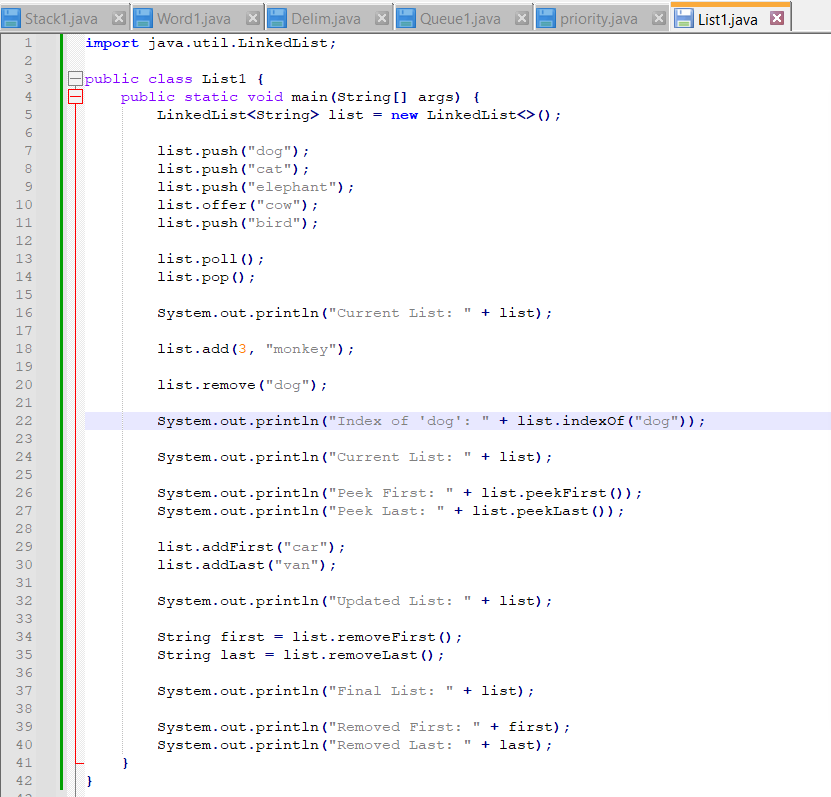 Stack1.java Word1.java Delim.java Queue1.java priority.java List1.java
1 import java.util.LinkedList;
2
3 public class List1 {
4 public static void main(String[] args) {
5 LinkedList<String> list = new LinkedList<>();
6
7 list.push("dog");
8 list.push("cat");
9 list.push("elephant");
10 list.offer("cow");
11 list.push("bird");
12
13 list.poll();
14 list.pop();
15
16 System.out.println("Current List: " + list);
17
18 list.add(3, "monkey");
19
20 list.remove("dog");
21
22 System.out.println("Index of 'dog': " + list.indexOf("dog"));
23
24 System.out.println("Current List: " + list);
25
26 System.out.println("Peek First: " + list.peekFirst());
27 System.out.println("Peek Last: " + list.peekLast());
28
29 list.addFirst("car");
30 list.addLast("van");
31
32 System.out.println("Updated List: " + list);
33
34 String first = list.removeFirst();
35 String last = list.removeLast();
36
37 System.out.println("Final List: " + list);
38
39 System.out.println("Removed First: " + first);
40 System.out.println("Removed Last: " + last);
41 }
42 }